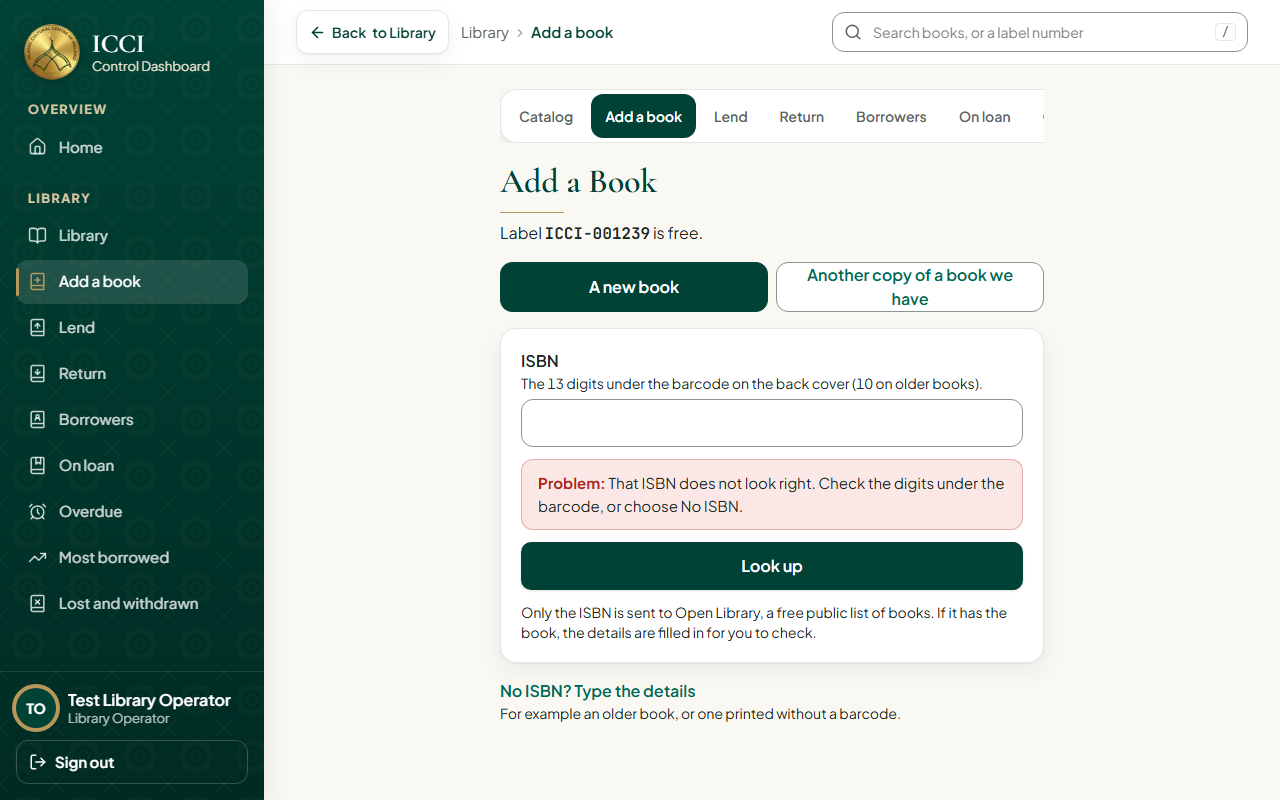 ICCI
Control Dashboard
OVERVIEW
Home
LIBRARY
Library
Add a book
Lend
Return
Borrowers
On loan
Overdue
Most borrowed
Lost and withdrawn
TO
Test Library Operator
Library Operator
Sign out
Back to Library
Library › Add a book
Search books, or a label number
/
Catalog
Add a book
Lend
Return
Borrowers
On loan
Add a Book
Label ICCI-001239 is free.
A new book
Another copy of a book we
have
ISBN
The 13 digits under the barcode on the back cover (10 on older books).
Problem: That ISBN does not look right. Check the digits under the
barcode, or choose No ISBN.
Look up
Only the ISBN is sent to Open Library, a free public list of books. If it has the
book, the details are filled in for you to check.
No ISBN? Type the details
For example an older book, or one printed without a barcode.